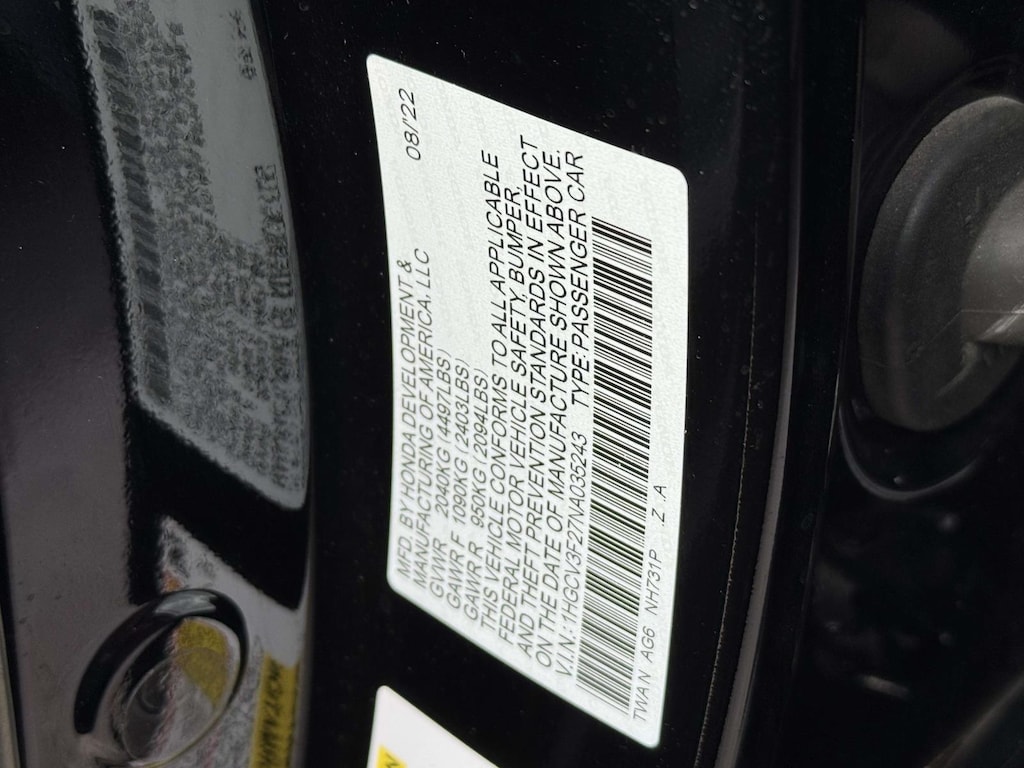 08/'22
MFD. BY HONDA DEVELOPMENT &
MANUFACTURING OF AMERICA, LLC
GVWR 2040KG (4497LBS)
GAWR F 1090KG (2403LBS)
GAWR R 950KG (2094LBS)
THIS VEHICLE CONFORMS TO ALL APPLICABLE
FEDERAL MOTOR VEHICLE SAFETY, BUMPER,
AND THEFT PREVENTION STANDARDS IN EFFECT
ON THE DATE OF MANUFACTURE SHOWN ABOVE.
V.I.N.: 1HGCV3F27NA035243 TYPE: PASSENGER CAR
TWAN AG6 NH731P .Z .A